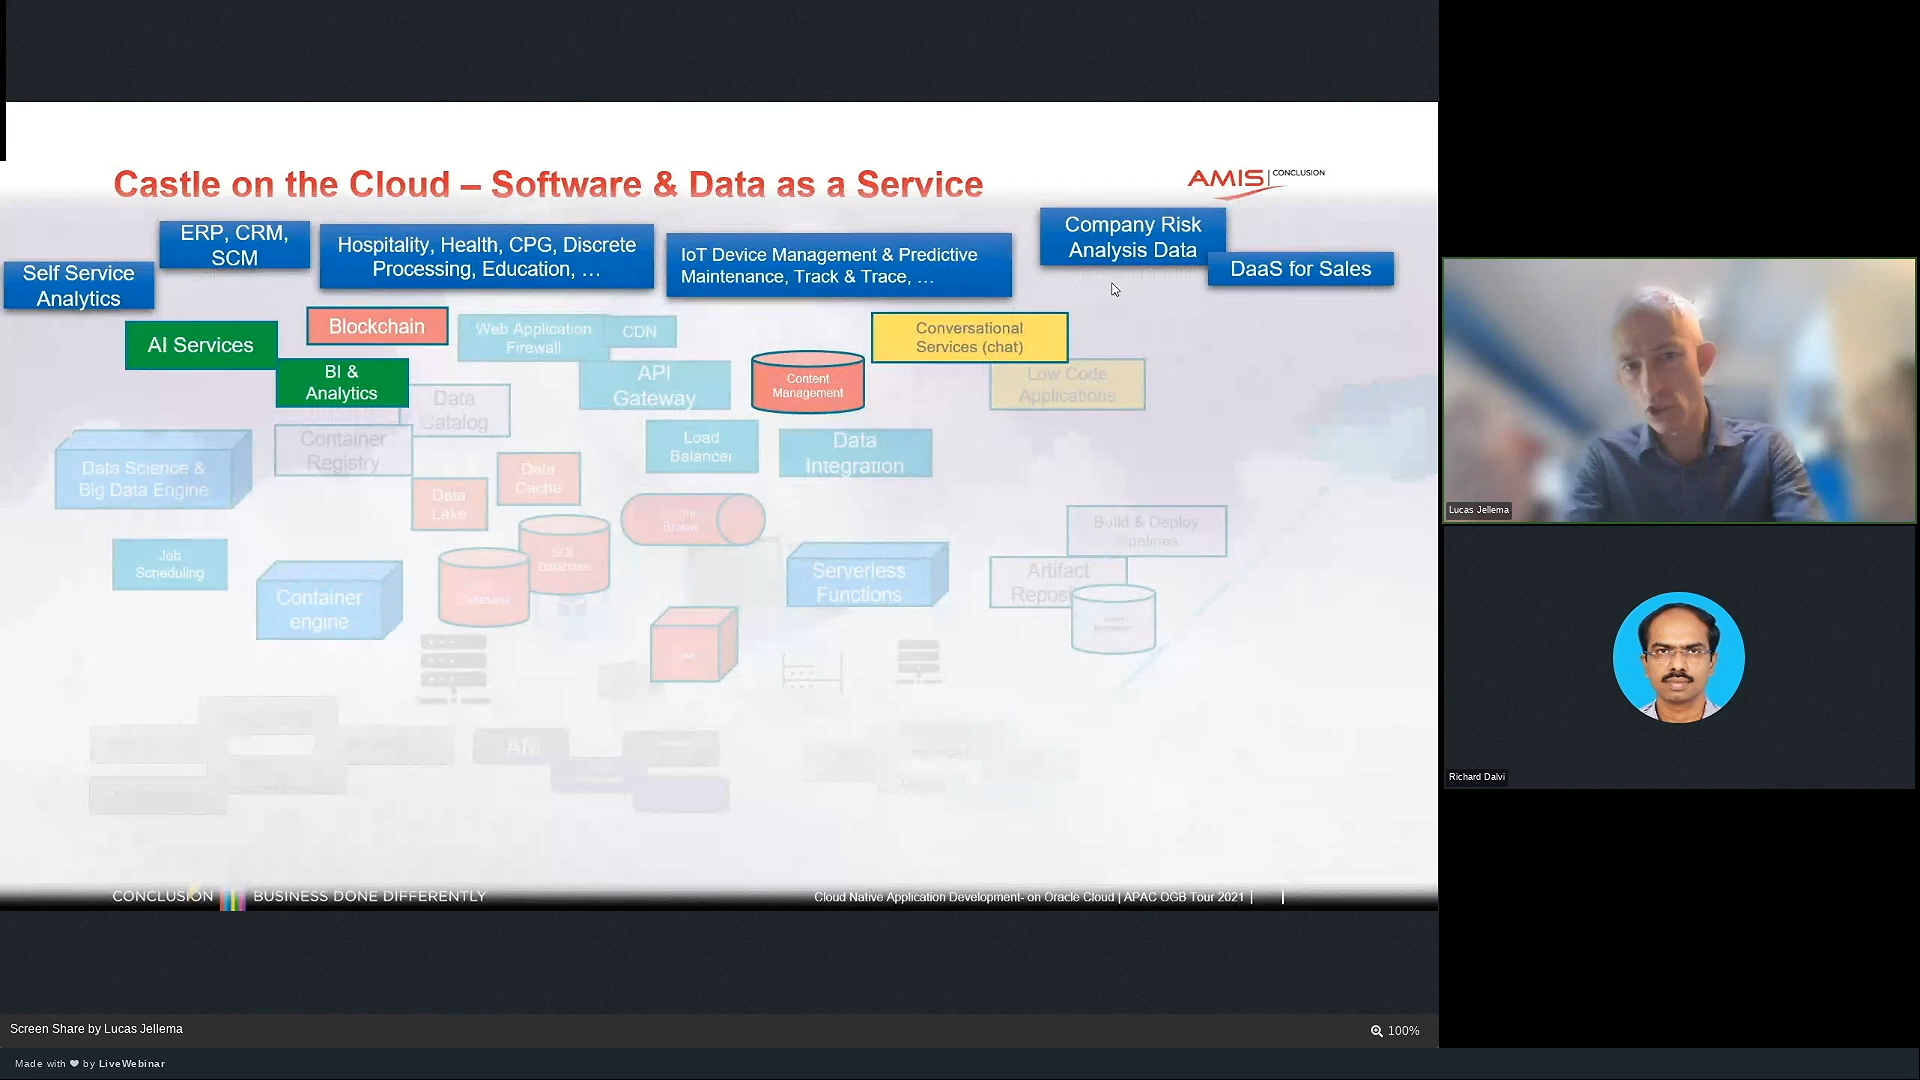 Castle on the Cloud – Software & Data as a Service
AMIS | CONCLUSION
ERP, CRM,
SCM
Hospitality, Health, CPG, Discrete
Processing, Education, …
IoT Device Management & Predictive
Maintenance, Track & Trace, …
Company Risk
Analysis Data
DaaS for Sales
Self Service
Analytics
AI Services
Blockchain
Web Application
Firewall
CDN
Conversational
Services (chat)
BI &
Analytics
API
Gateway
Content
Management
Low Code
Applications
Data
Catalog
Container
Registry
Load
Balancer
Data
Integration
Data Science &
Big Data Engine
Data
Cache
Data
Lake
Broker
SQL
Database
Build & Deploy
Job
Scheduling
Container
engine
Serverless
Functions
Artifact
CONCLUSION BUSINESS DONE DIFFERENTLY
Cloud Native Application Development- on Oracle Cloud | APAC OGB Tour 2021 |
Lucas Jellema
Richard Dalvi
Screen Share by Lucas Jellema
100%
Made with ❤ by LiveWebinar